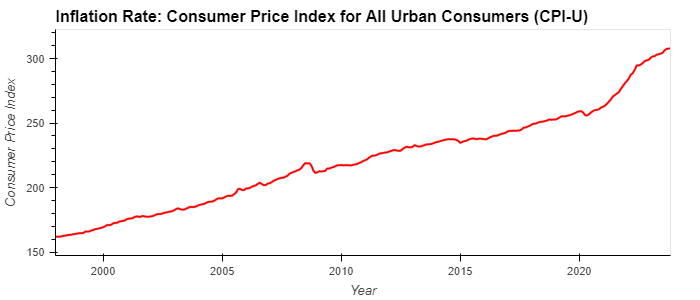 Inflation Rate: Consumer Price Index for All Urban Consumers (CPI-U)
Consumer Price Index
300
250
200
150
2000 2005 2010 2015 2020
Year